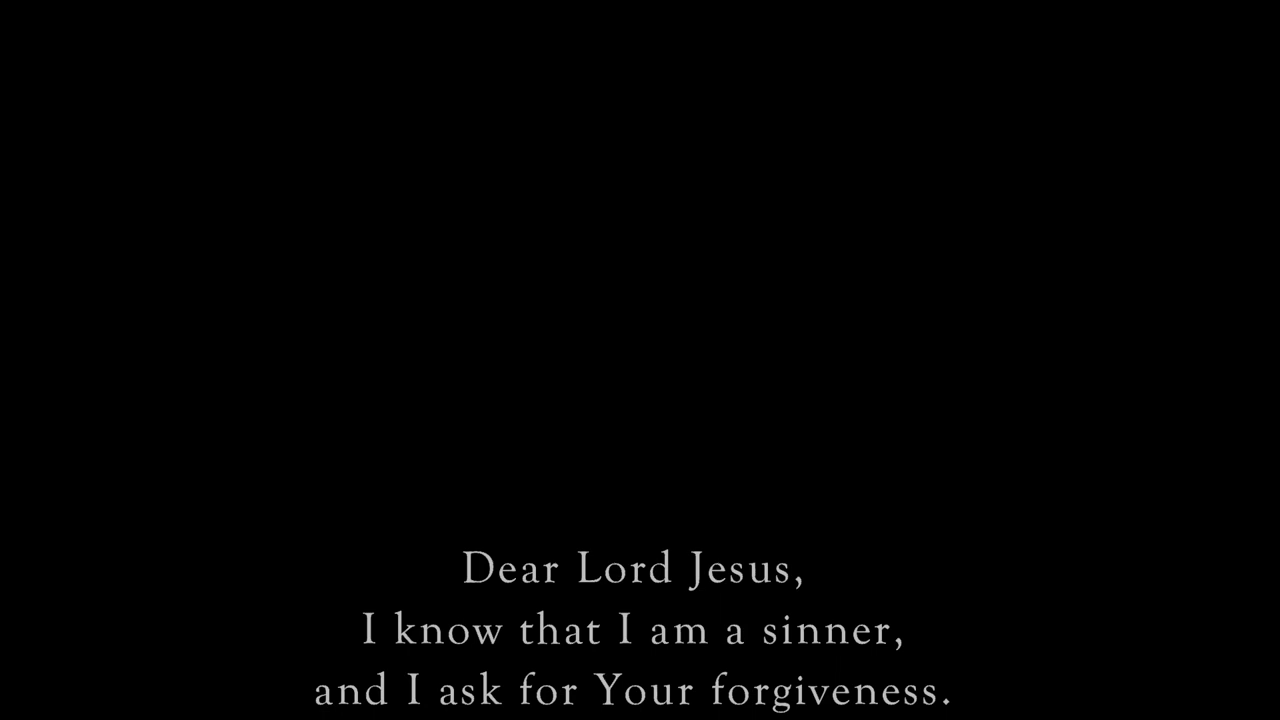 Dear Lord Jesus,
I know that I am a sinner,
and I ask for Your forgiveness.